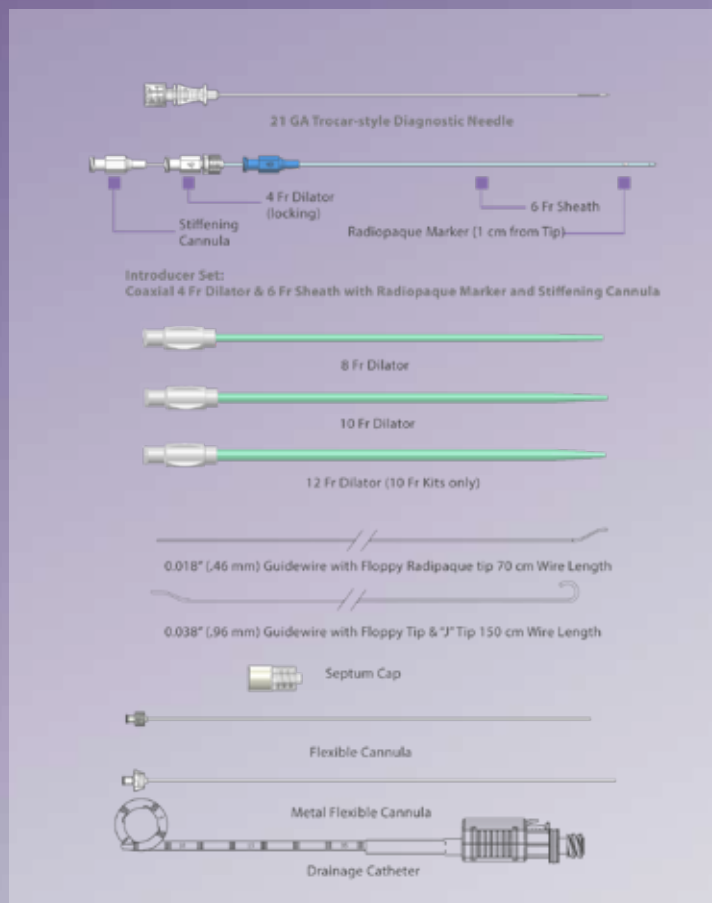 21 GA Trocar-style Diagnostic Needle
4 Fr Dilator
(locking)
6 Fr Sheath
Stiffening
Cannula
Radiopaque Marker (1 cm from Tip)
Introducer Set:
Coaxial 4 Fr Dilator & 6 Fr Sheath with Radiopaque Marker and Stiffening Cannula
8 Fr Dilator
10 Fr Dilator
12 Fr Dilator (10 Fr Kits only)
0.018" (.46 mm) Guidewire with Floppy Radipaque tip 70 cm Wire Length
0.038" (.96 mm) Guidewire with Floppy Tip & "J" Tip 150 cm Wire Length
Septum Cap
Flexible Cannula
Metal Flexible Cannula
Drainage Catheter